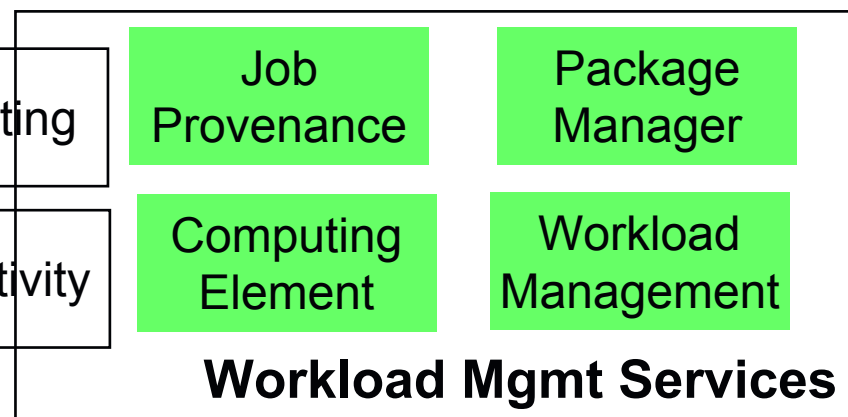 Job
Provenance
Package
Manager
ting
Computing
Element
Workload
Management
tivity
Workload Mgmt Services